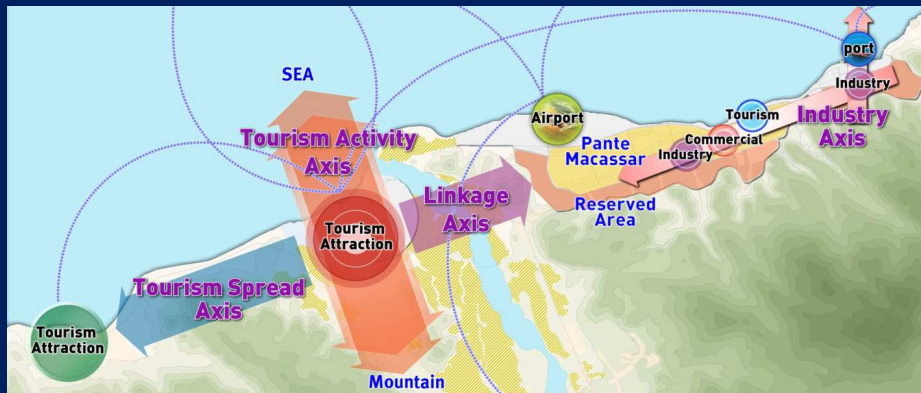 SEA
Tourism Activity
Axis
Airport
port
Industry
Tourism
Industry
Axis
Commercial
Industry
Pante
Macassar
Linkage
Axis
Reserved
Area
Tourism
Attraction
Tourism Spread
Axis
Tourism
Attraction
Mountain